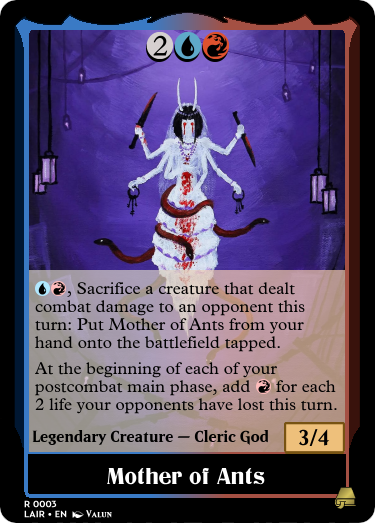 2
, Sacrifice a creature that dealt
combat damage to an opponent this
turn: Put Mother of Ants from your
hand onto the battlefield tapped.
At the beginning of each of your
postcombat main phase, add for each
2 life your opponents have lost this turn.
Legendary Creature — Cleric God 3/4
Mother of Ants
R 0003
LAIR • EN Valun